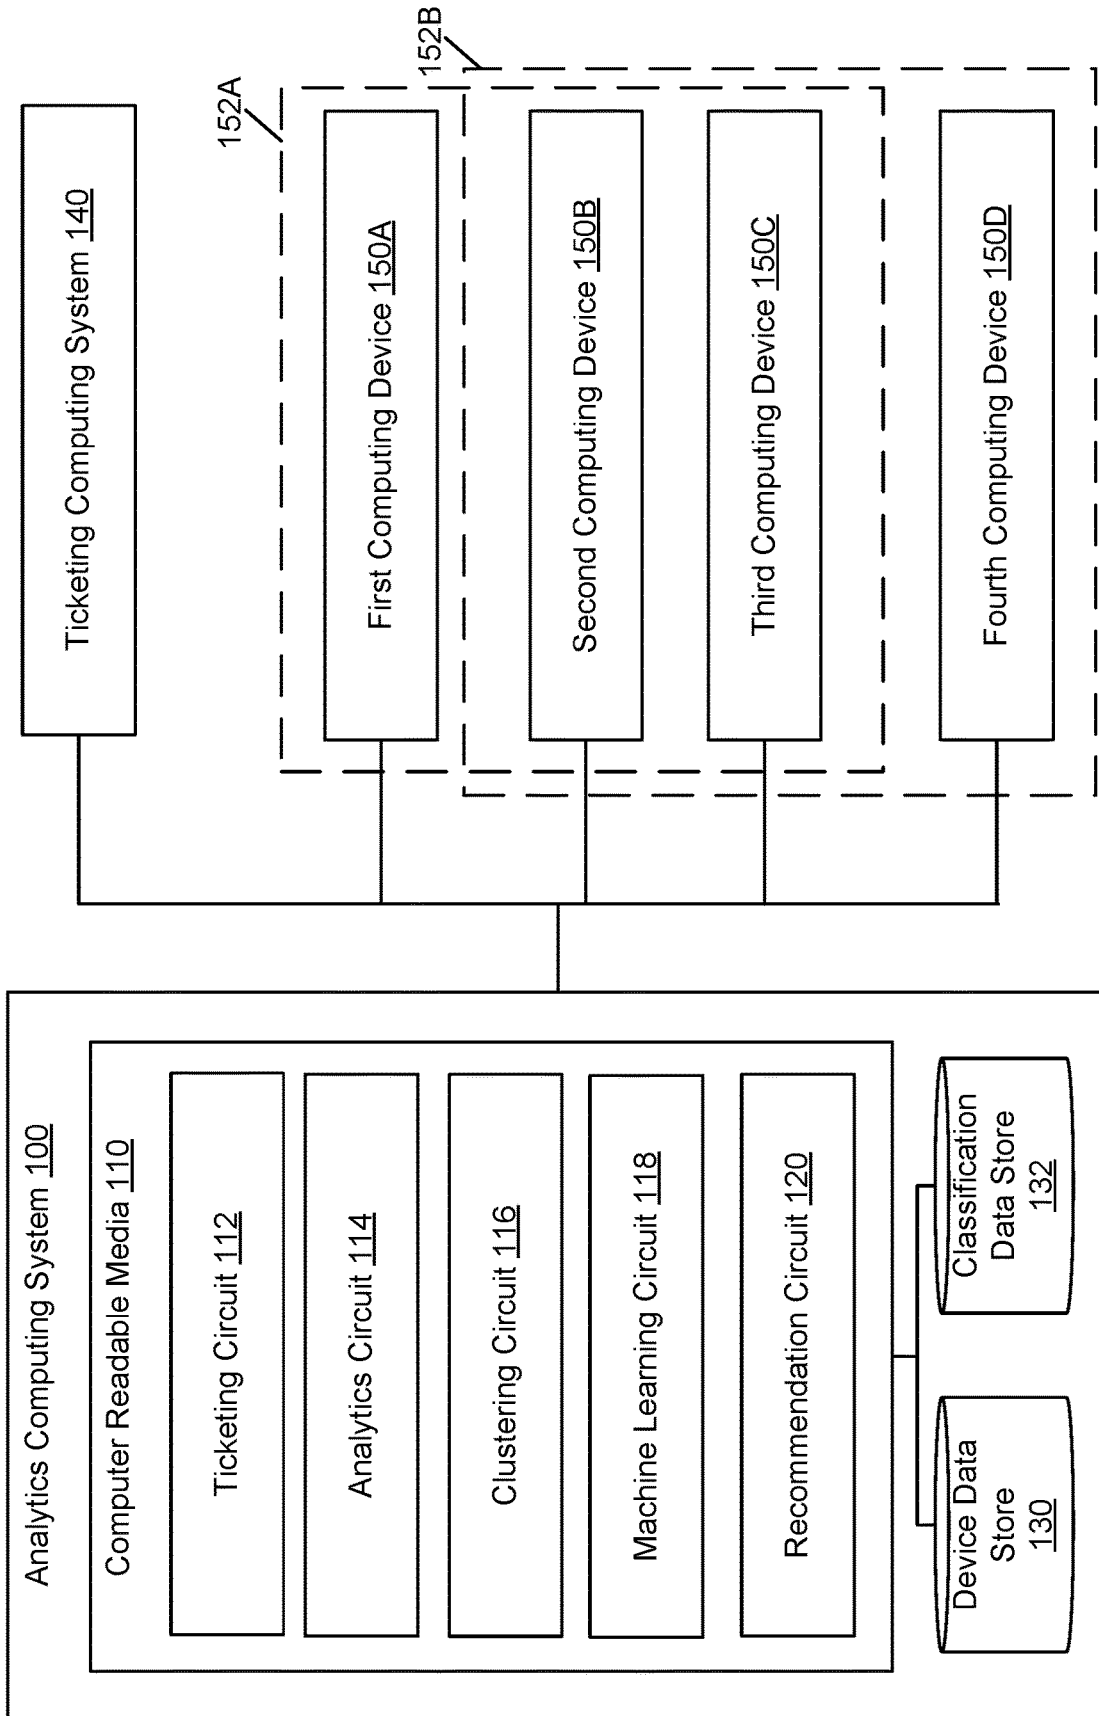 Analytics Computing System 100
Computer Readable Media 110
Ticketing Circuit 112
Analytics Circuit 114
Clustering Circuit 116
Machine Learning Circuit 118
Recommendation Circuit 120
Device Data
Store
130
Classification
Data Store
132
Ticketing Computing System 140
152A
First Computing Device 150A
152B
Second Computing Device 150B
Third Computing Device 150C
Fourth Computing Device 150D